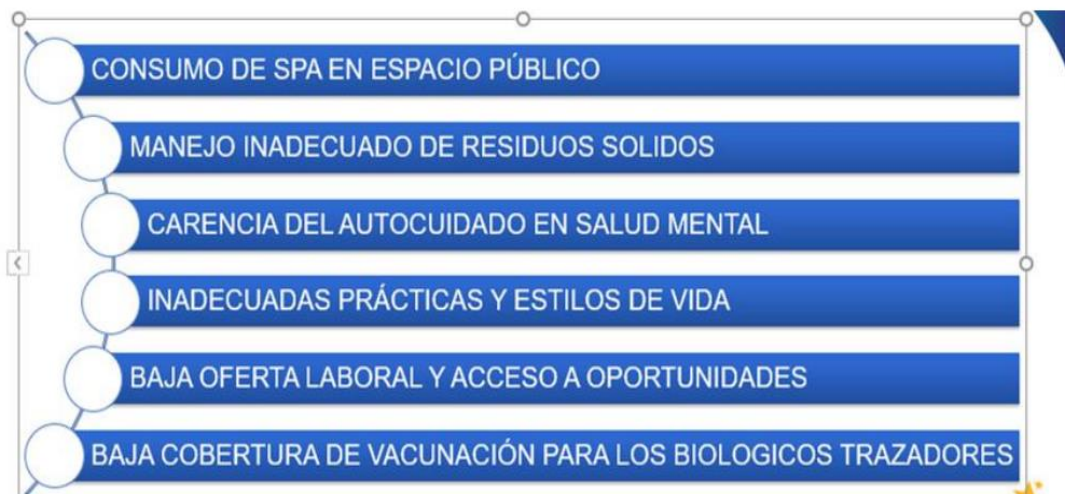 CONSUMO DE SPA EN ESPACIO PÚBLICO
MANEJO INADECUADO DE RESIDUOS SOLIDOS
CARENCIA DEL AUTOCUIDADO EN SALUD MENTAL
INADECUADAS PRÁCTICAS Y ESTILOS DE VIDA
BAJA OFERTA LABORAL Y ACCESO A OPORTUNIDADES
BAJA COBERTURA DE VACUNACIÓN PARA LOS BIOLOGICOS TRAZADORES